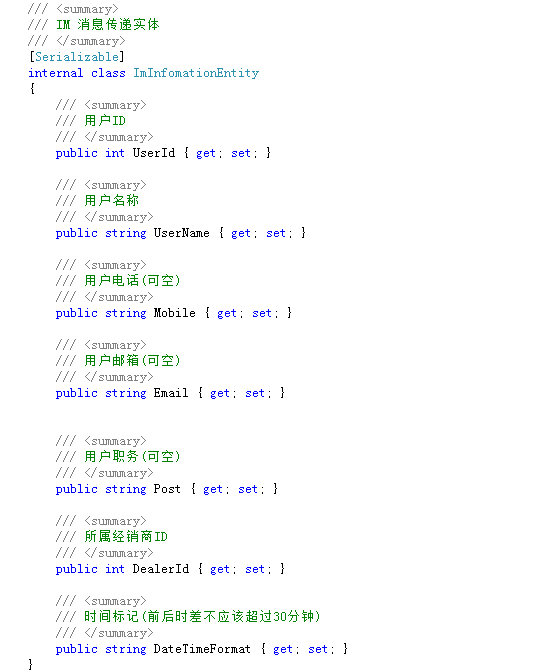 /// <summary>
/// IM 消息传递实体
/// </summary>
[Serializable]
internal class ImInfomationEntity
{
/// <summary>
/// 用户ID
/// </summary>
public int UserId { get; set; }
/// <summary>
/// 用户名称
/// </summary>
public string UserName { get; set; }
/// <summary>
/// 用户电话(可空)
/// </summary>
public string Mobile { get; set; }
/// <summary>
/// 用户邮箱(可空)
/// </summary>
public string Email { get; set; }
/// <summary>
/// 用户职务(可空)
/// </summary>
public string Post { get; set; }
/// <summary>
/// 所属经销商ID
/// </summary>
public int DealerId { get; set; }
/// <summary>
/// 时间标记(前后时差不应该超过30分钟)
/// </summary>
public string DateTimeFormat { get; set; }
}